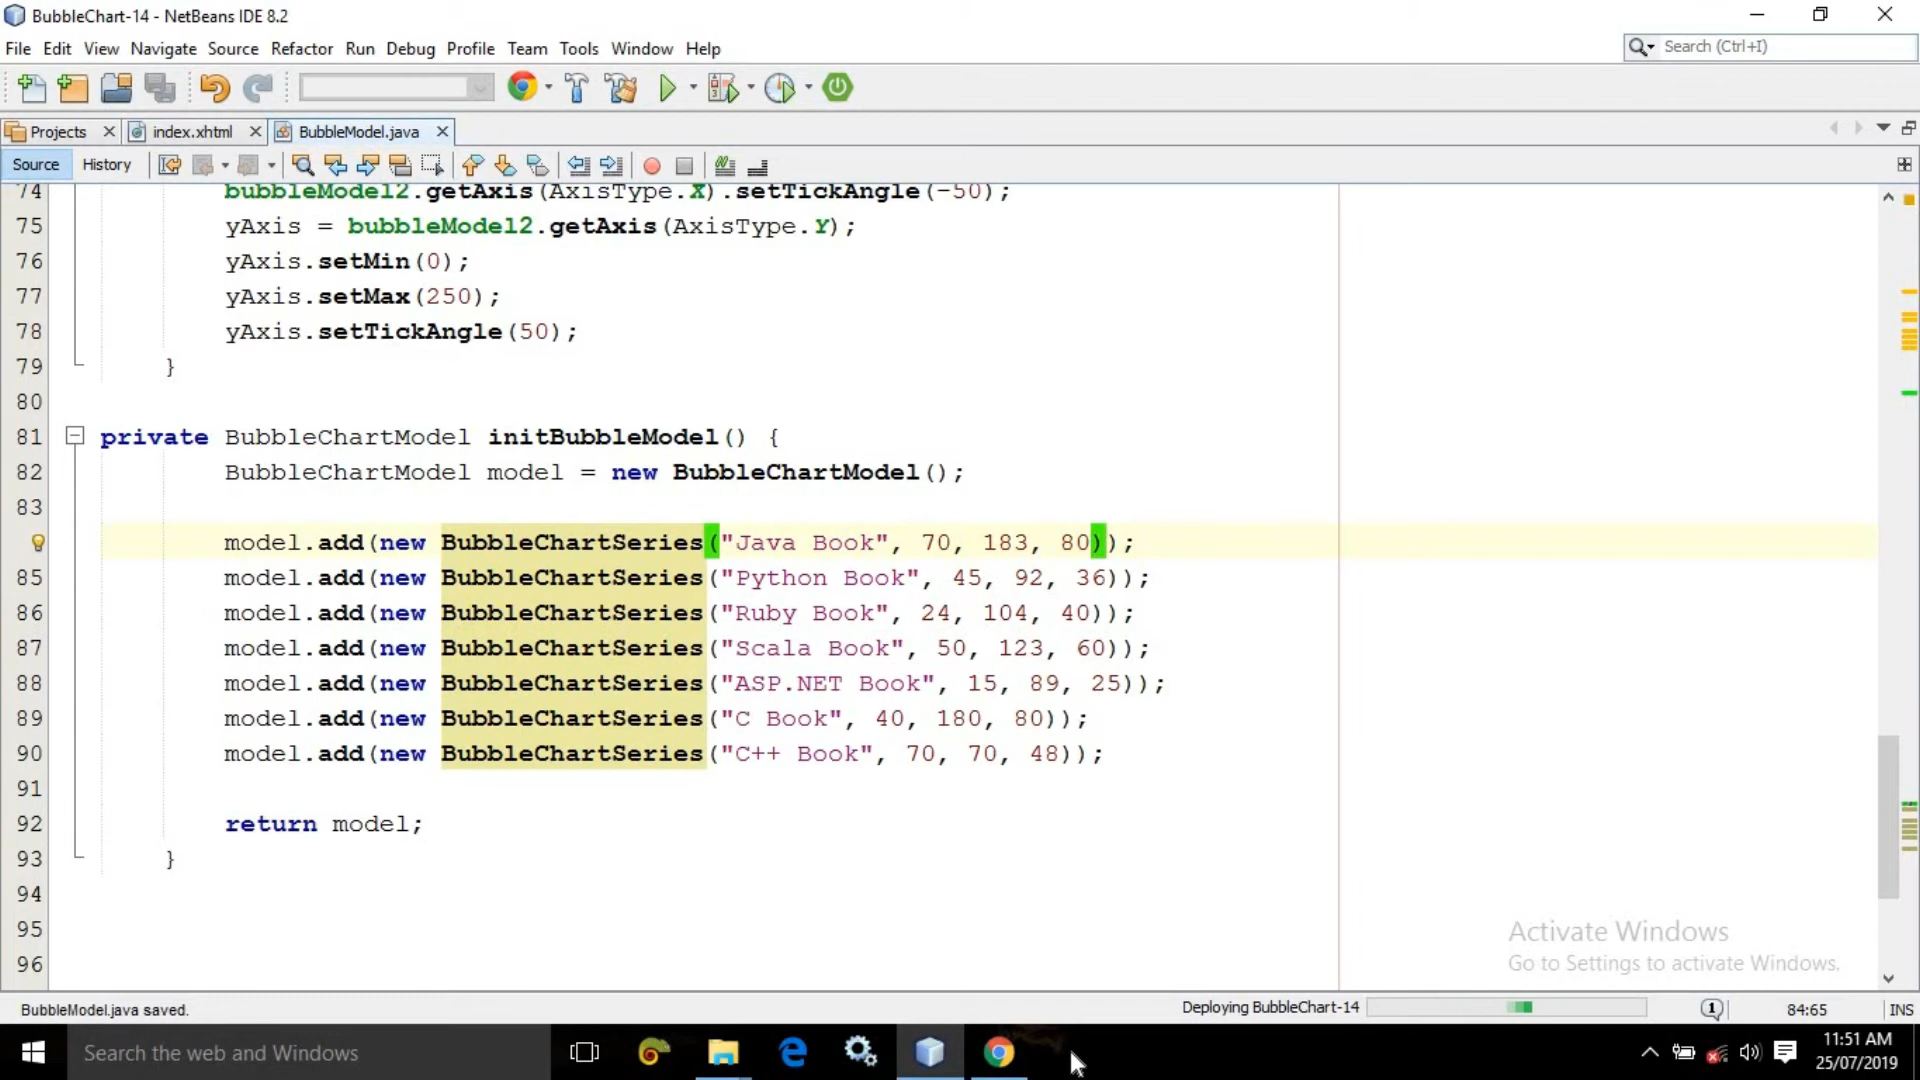 BubbleChart-14 - NetBeans IDE 8.2
File Edit View Navigate Source Refactor Run Debug Profile Team Tools Window Help
Search (Ctrl+I)
Projects index.xhtml BubbleModel.java
Source History
74 bubbleModel2.getAxis(AxisType.X).setTickAngle(-50);
75 yAxis = bubbleModel2.getAxis(AxisType.Y);
76 yAxis.setMin(0);
77 yAxis.setMax(250);
78 yAxis.setTickAngle(50);
79 }
80
81 private BubbleChartModel initBubbleModel() {
82 BubbleChartModel model = new BubbleChartModel();
83
model.add(new BubbleChartSeries("Java Book", 70, 183, 80));
85 model.add(new BubbleChartSeries("Python Book", 45, 92, 36));
86 model.add(new BubbleChartSeries("Ruby Book", 24, 104, 40));
87 model.add(new BubbleChartSeries("Scala Book", 50, 123, 60));
88 model.add(new BubbleChartSeries("ASP.NET Book", 15, 89, 25));
89 model.add(new BubbleChartSeries("C Book", 40, 180, 80));
90 model.add(new BubbleChartSeries("C++ Book", 70, 70, 48));
91
92 return model;
93 }
94
95
96
Activate Windows
Go to Settings to activate Windows.
BubbleModel.java saved. Deploying BubbleChart-14 1 84:65 INS
Search the web and Windows
11:51 AM
25/07/2019